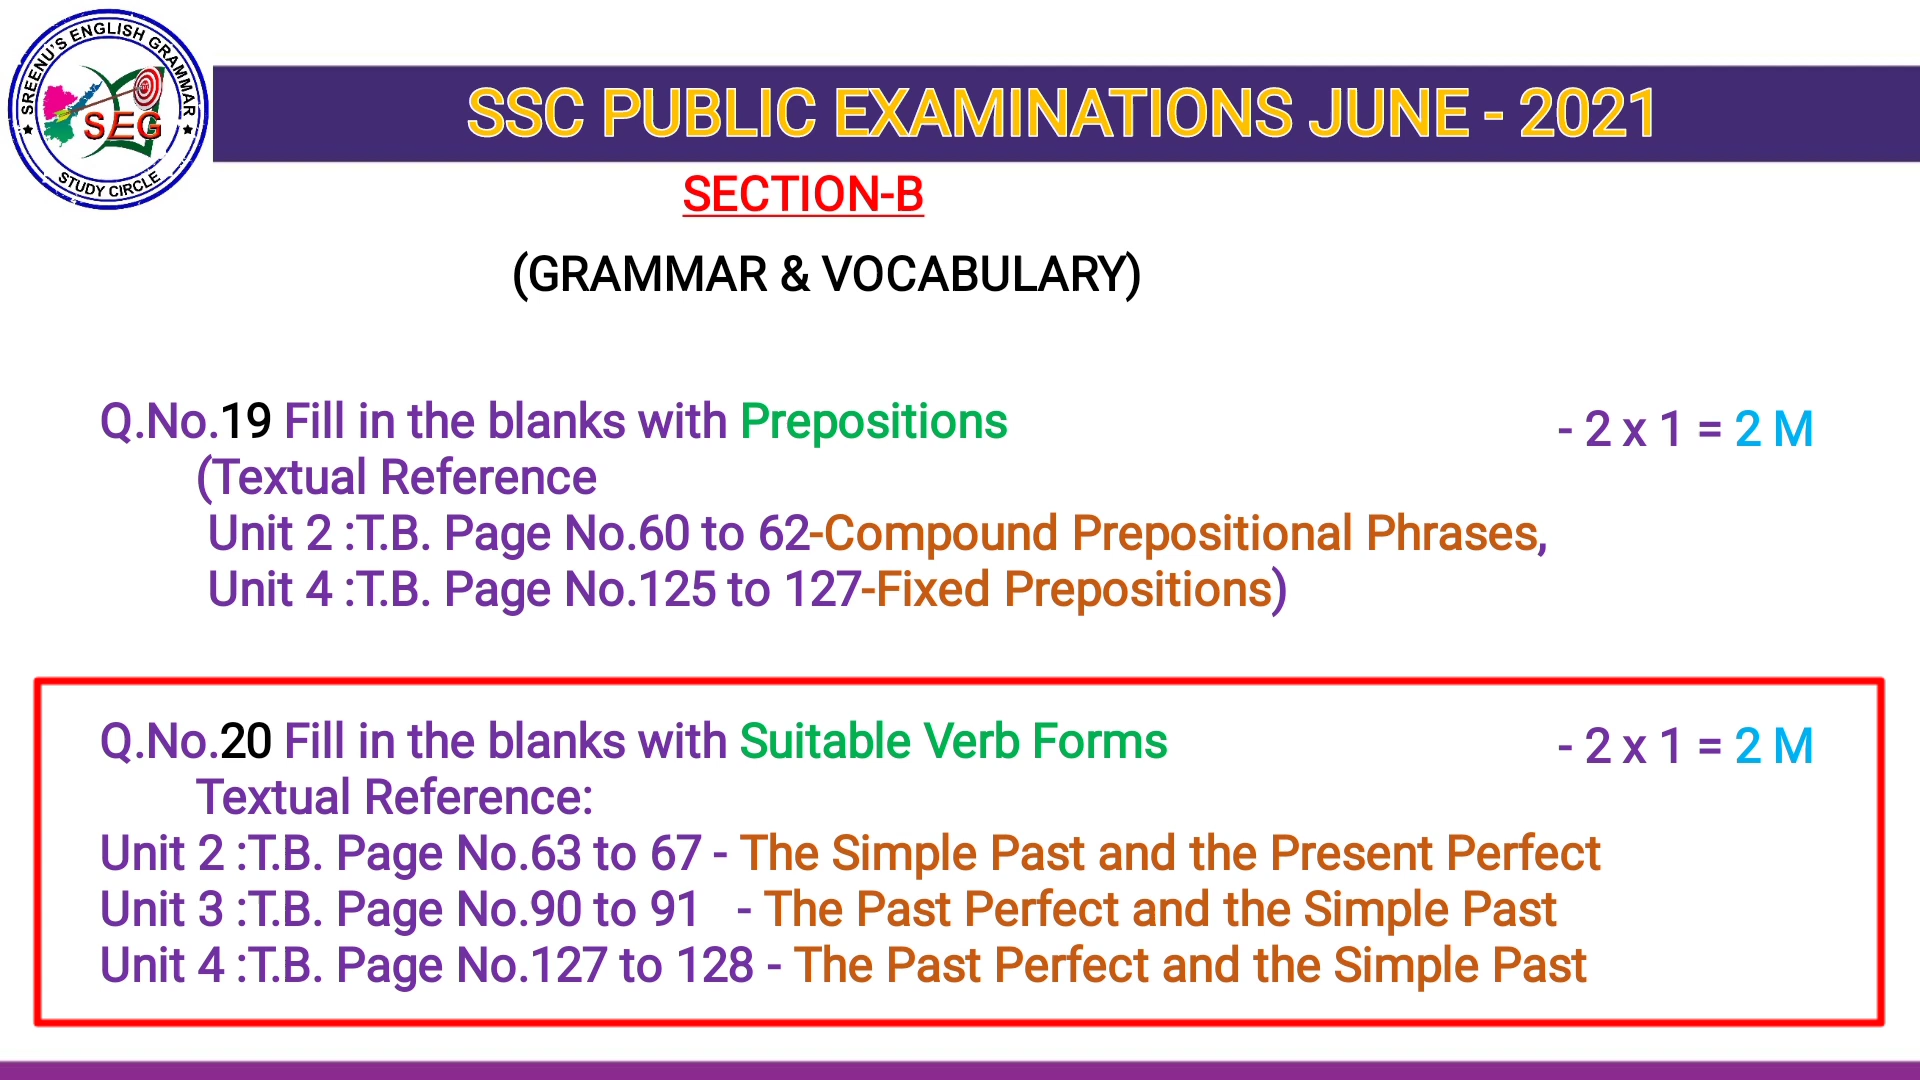 SREENU'S ENGLISH GRAMMAR
SEG
STUDY CIRCLE
SSC PUBLIC EXAMINATIONS JUNE - 2021
SECTION-B
(GRAMMAR & VOCABULARY)
Q.No.19 Fill in the blanks with Prepositions - 2 x 1 = 2 M
(Textual Reference
Unit 2 :T.B. Page No.60 to 62-Compound Prepositional Phrases,
Unit 4 :T.B. Page No.125 to 127-Fixed Prepositions)
Q.No.20 Fill in the blanks with Suitable Verb Forms - 2 x 1 = 2 M
Textual Reference:
Unit 2 :T.B. Page No.63 to 67 - The Simple Past and the Present Perfect
Unit 3 :T.B. Page No.90 to 91 - The Past Perfect and the Simple Past
Unit 4 :T.B. Page No.127 to 128 - The Past Perfect and the Simple Past